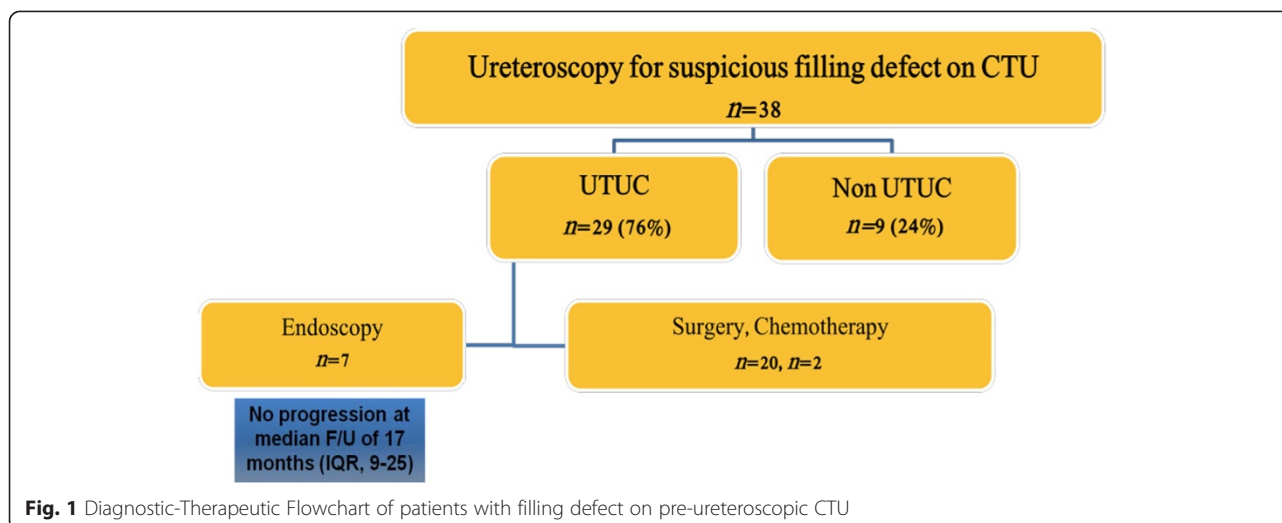 Ureteroscopy for suspicious filling defect on CTU
n=38
UTUC
n=29 (76%)
Non UTUC
n=9 (24%)
Endoscopy
n=7
Surgery, Chemotherapy
n=20, n=2
No progression at
median F/U of 17
months (IQR, 9-25)
Fig. 1 Diagnostic-Therapeutic Flowchart of patients with filling defect on pre-ureteroscopic CTU